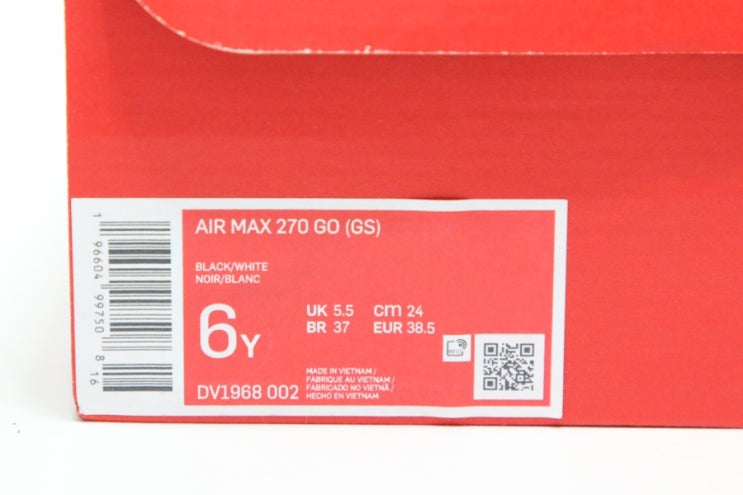 AIR MAX 270 GO (GS)
BLACK/WHITE
NOIR/BLANC
6Y
UK 5.5 cm 24
BR 37 EUR 38.5
DV1968 002
MADE IN VIETNAM /
FABRIQUE AU VIETNAM /
FABRICADO NO VIETNÃ /
HECHO EN VIETNAM
1 96604 99750 8 16